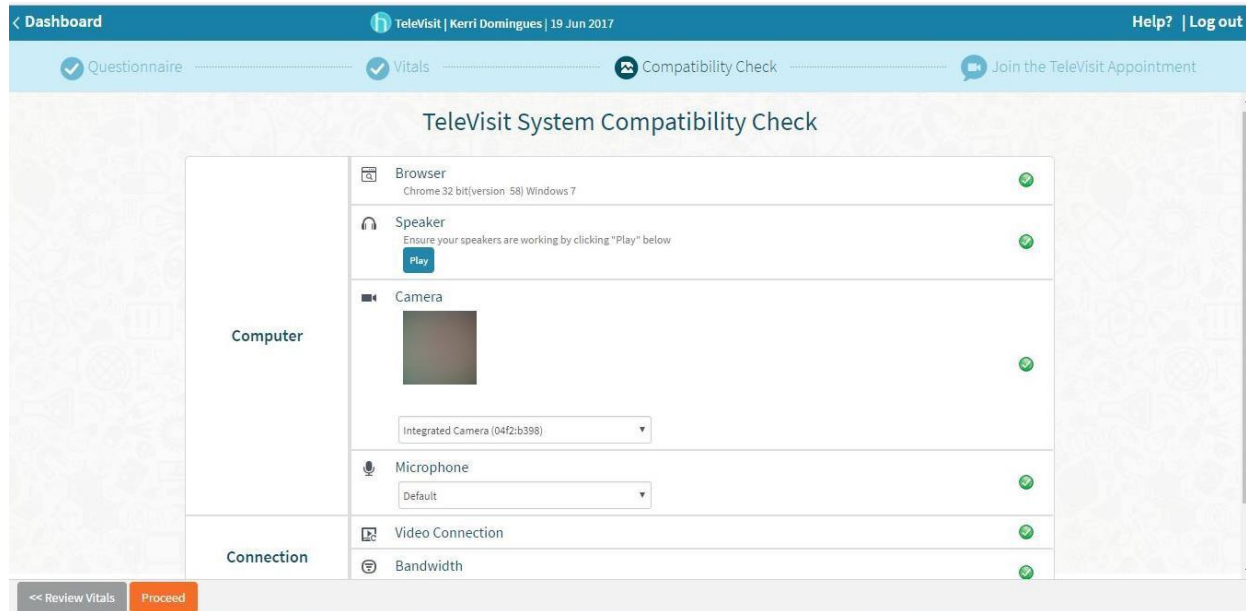 < Dashboard
TeleVisit | Kerri Domingues | 19 Jun 2017
Help? | Log out
Questionnaire
Vitals
Compatibility Check
Join the TeleVisit Appointment
TeleVisit System Compatibility Check
Computer
Browser
Chrome 32 bit(version 58) Windows 7
Speaker
Ensure your speakers are working by clicking "Play" below
Play
Camera
Integrated Camera (04f2:b398)
Microphone
Default
Connection
Video Connection
Bandwidth
<< Review Vitals
Proceed